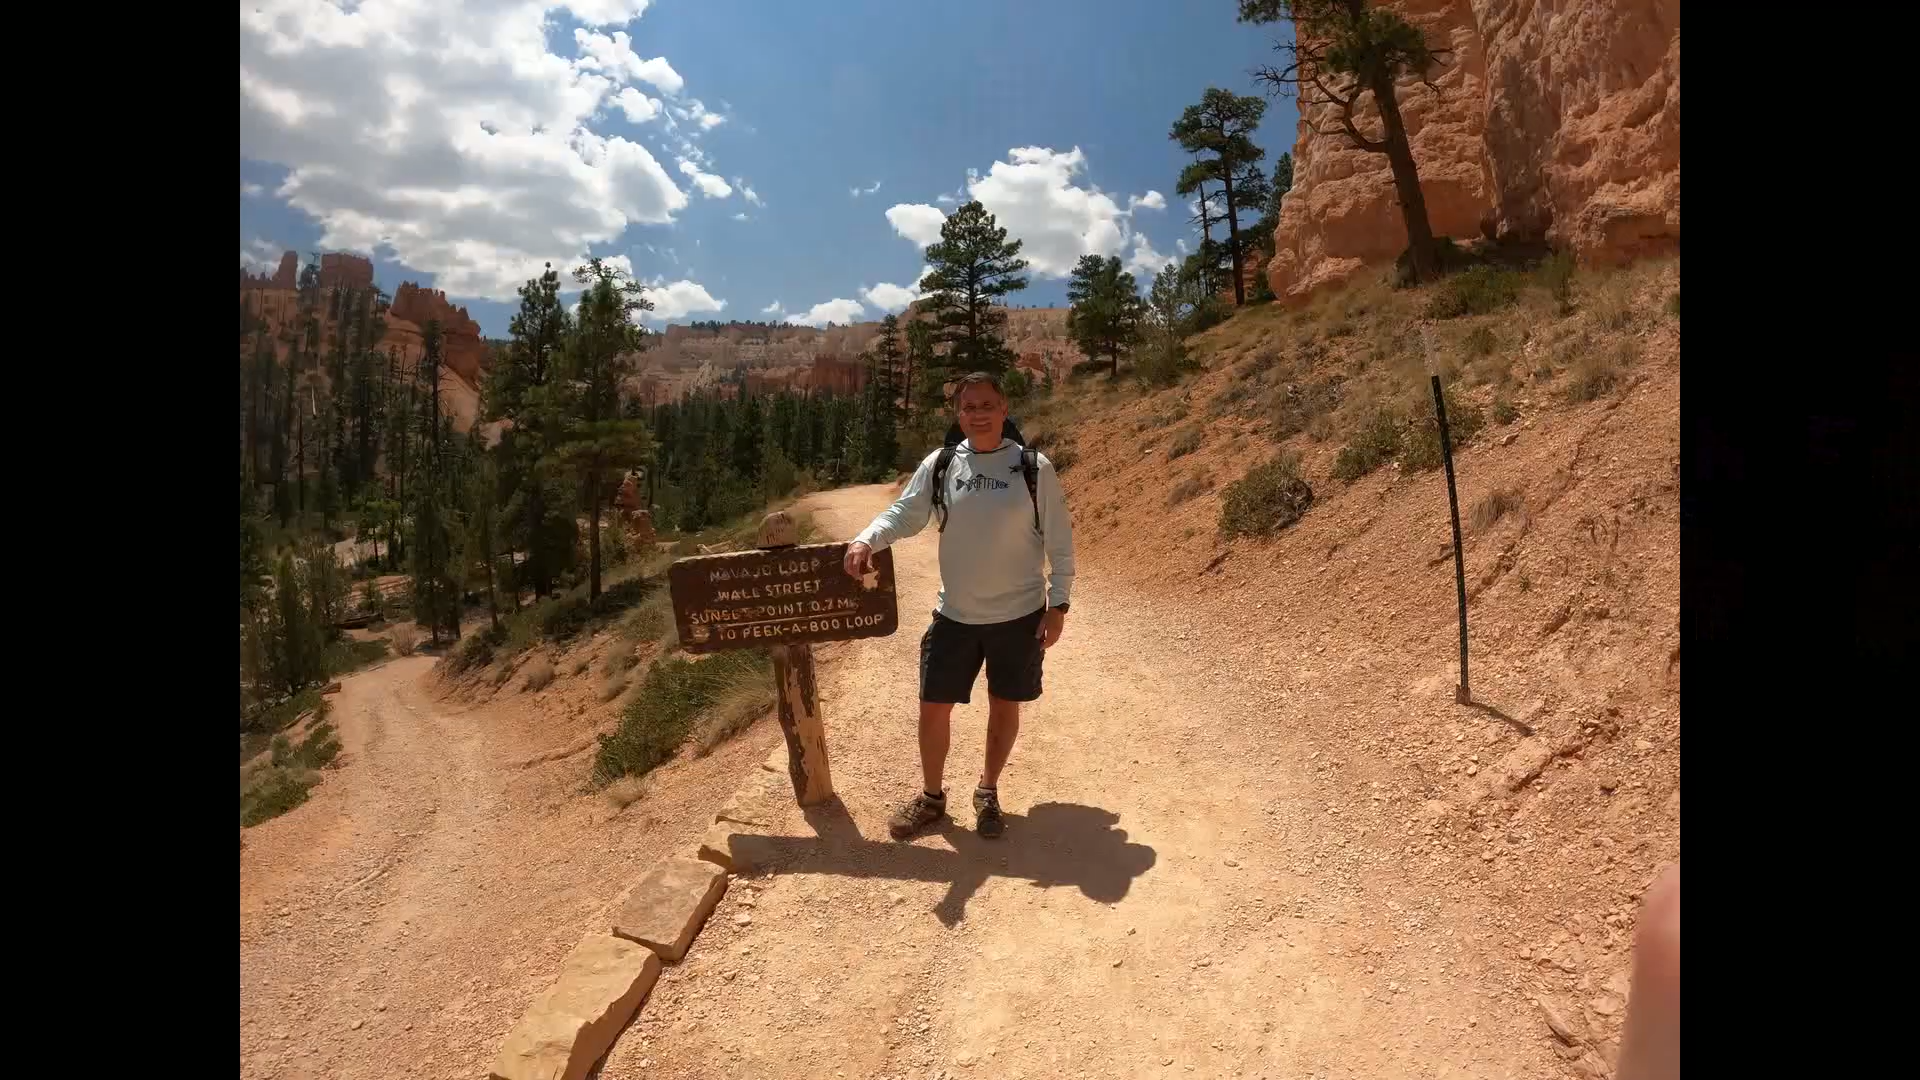 NAVAJO LOOP
WALL STREET
SUNSET POINT 0.7 MI
TO PEEK-A-BOO LOOP